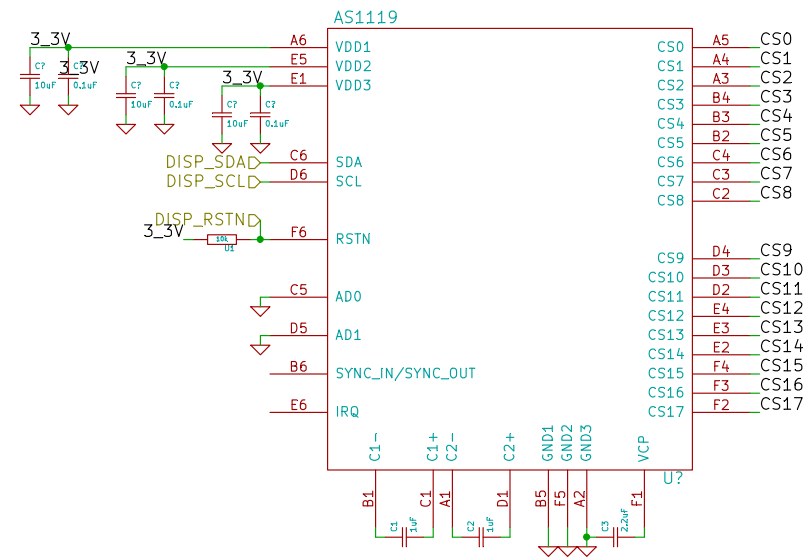 AS1119
3_3V A6 VDD1 CS0 A5 CS0
3_3V E5 VDD2 CS1 A4 CS1
C? 10uF C? 3_3V 0.1uF
3_3V E1 VDD3 CS2 A3 CS2
C? 10uF C? 0.1uF
CS3 B4 CS3
C? 10uF C? 0.1uF
CS4 B3 CS4
CS5 B2 CS5
DISP_SDA C6 SDA CS6 C4 CS6
DISP_SCL D6 SCL CS7 C3 CS7
CS8 C2 CS8
DISP_RSTN
3_3V 10k U1 F6 RSTN
CS9 D4 CS9
CS10 D3 CS10
C5 AD0 CS11 D2 CS11
CS12 E4 CS12
D5 AD1 CS13 E3 CS13
CS14 E2 CS14
B6 SYNC_IN/SYNC_OUT CS15 F4 CS15
CS16 F3 CS16
E6 IRQ CS17 F2 CS17
C1- C1+ C2- C2+ GND1 GND2 GND3 VCP
U?
B1 C1 A1 D1 B5 F5 A2 F1
C1 1uF C2 1uF C3 2.2uF